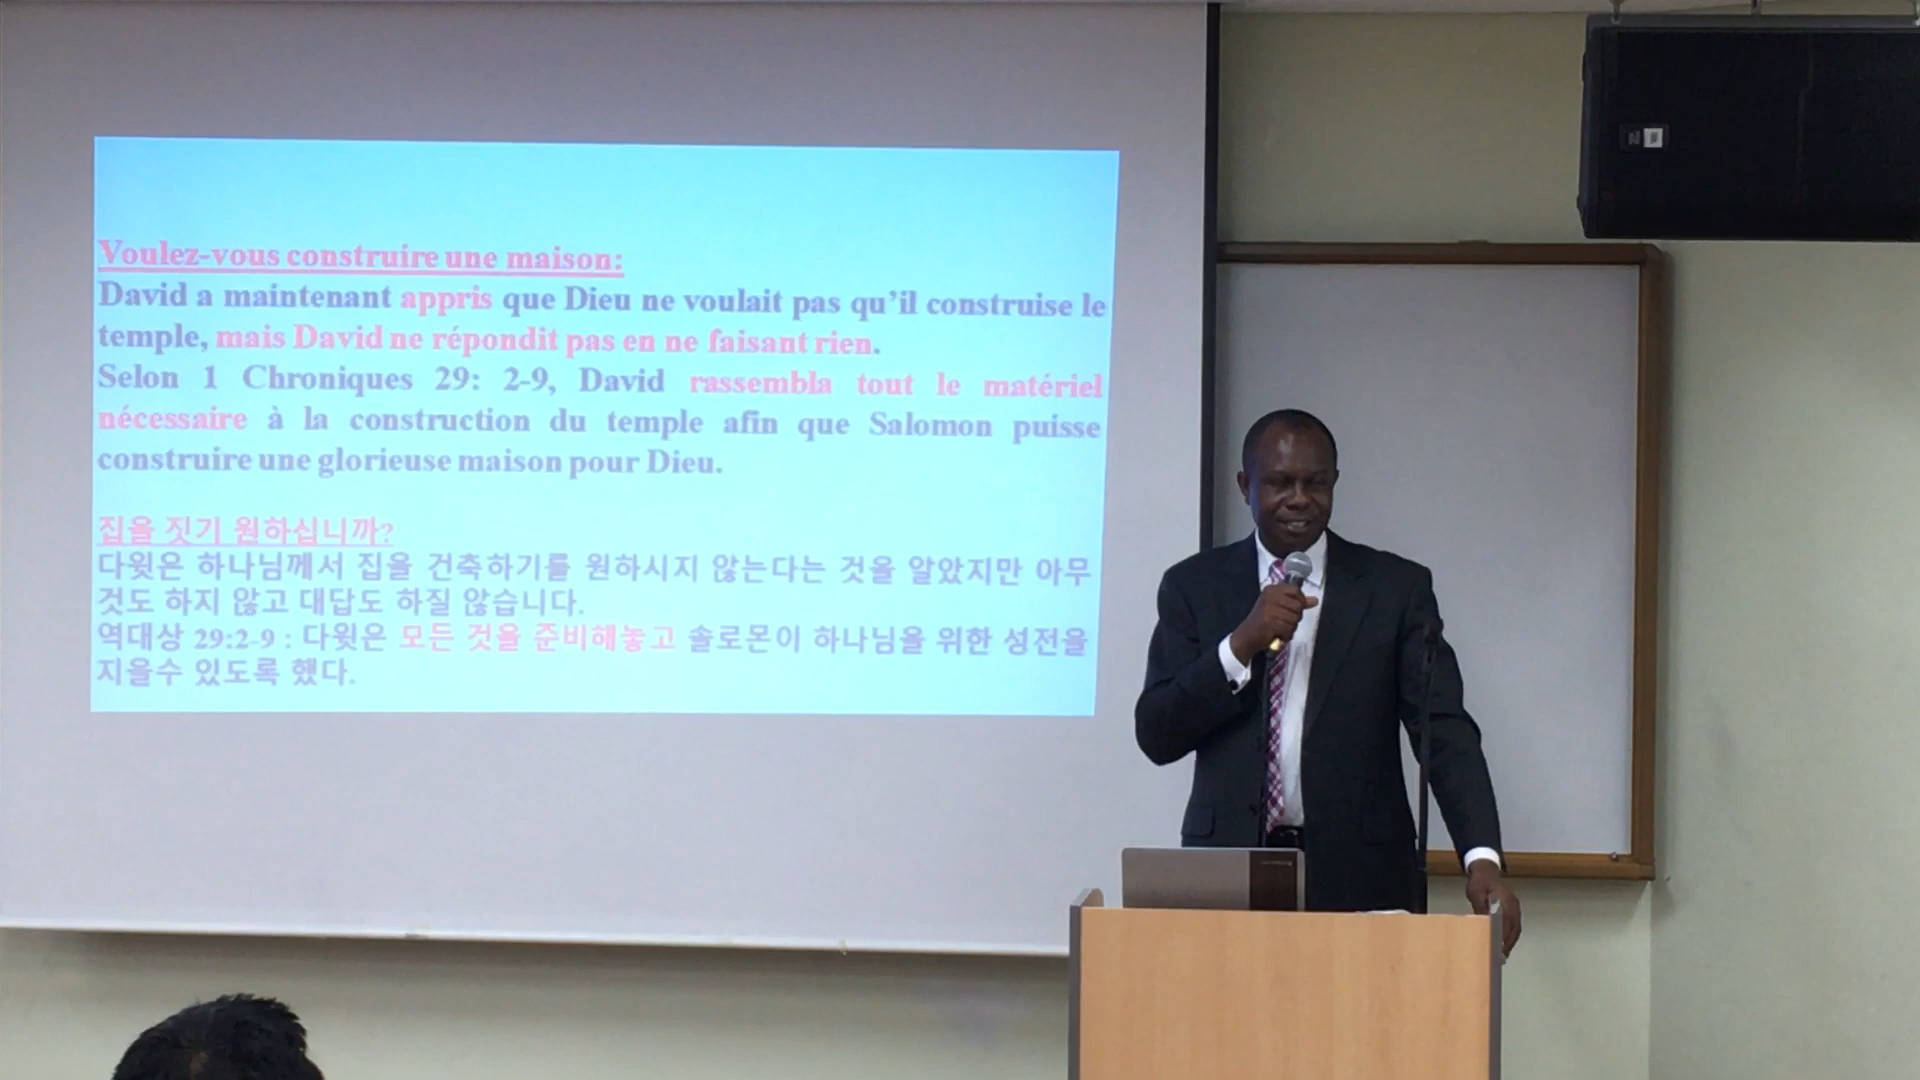 Voulez-vous construire une maison:
David a maintenant appris que Dieu ne voulait pas qu'il construise le
temple, mais David ne répondit pas en ne faisant rien.
Selon 1 Chroniques 29: 2-9, David rassembla tout le matériel
nécessaire à la construction du temple afin que Salomon puisse
construire une glorieuse maison pour Dieu.
집을 짓기 원하십니까?
다윗은 하나님께서 집을 건축하기를 원하시지 않는다는 것을 알았지만 아무
것도 하지 않고 대답도 하질 않습니다.
역대상 29:2-9 : 다윗은 모든 것을 준비해놓고 솔로몬이 하나님을 위한 성전을
지을수 있도록 했다.